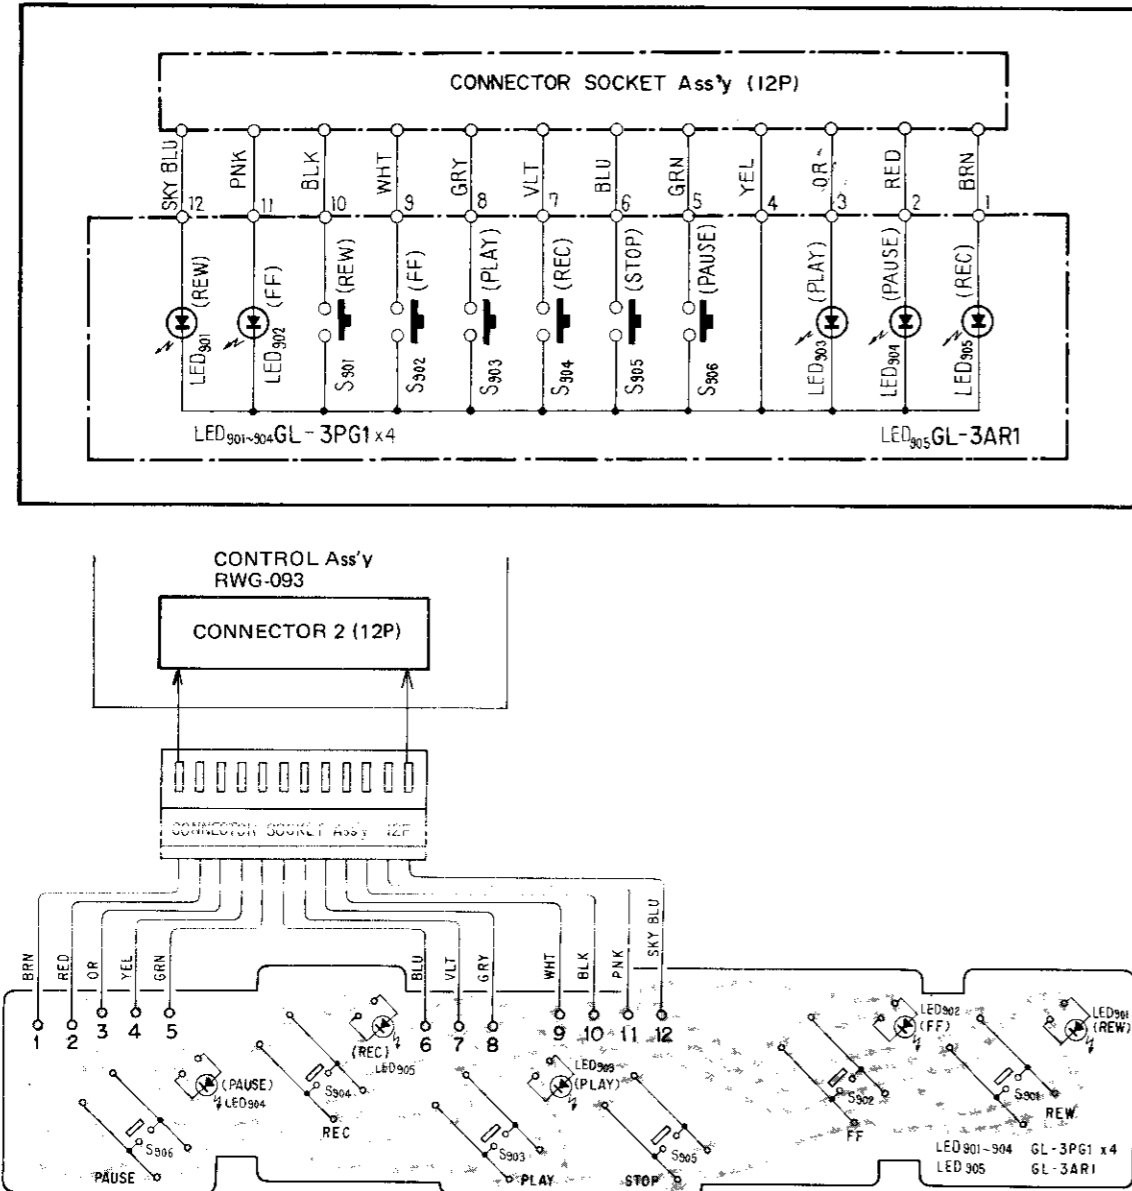 CONNECTOR SOCKET Ass'y (12P)
SKY BLU PNK BLK WHT GRY VLT BLU GRN YEL OR RED BRN
12 11 10 9 8 7 6 5 4 3 2 1
(REW) (FF) (REW) (FF) (PLAY) (REC) (STOP) (PAUSE) (PLAY) (PAUSE) (REC)
LED901 LED902 S901 S902 S903 S904 S905 S906 LED903 LED904 LED905
LED901~904 GL-3PG1 x4
LED905 GL-3AR1
CONTROL Ass'y
RWG-093
CONNECTOR 2 (12P)
CONNECTOR SOCKET Ass'y 12P
BRN RED OR YEL GRN BLU VLT GRY WHT BLK PNK SKY BLU
1 2 3 4 5 6 7 8 9 10 11 12
(REC)
LED905
LED902
(FF)
LED901
(REW)
(PAUSE)
LED904
S904
REC
LED903
(PLAY)
S902
FF
S901
REW
S906
PAUSE
S903
PLAY
S905
STOP
LED901~904 GL-3PG1 x4
LED905 GL-3AR1